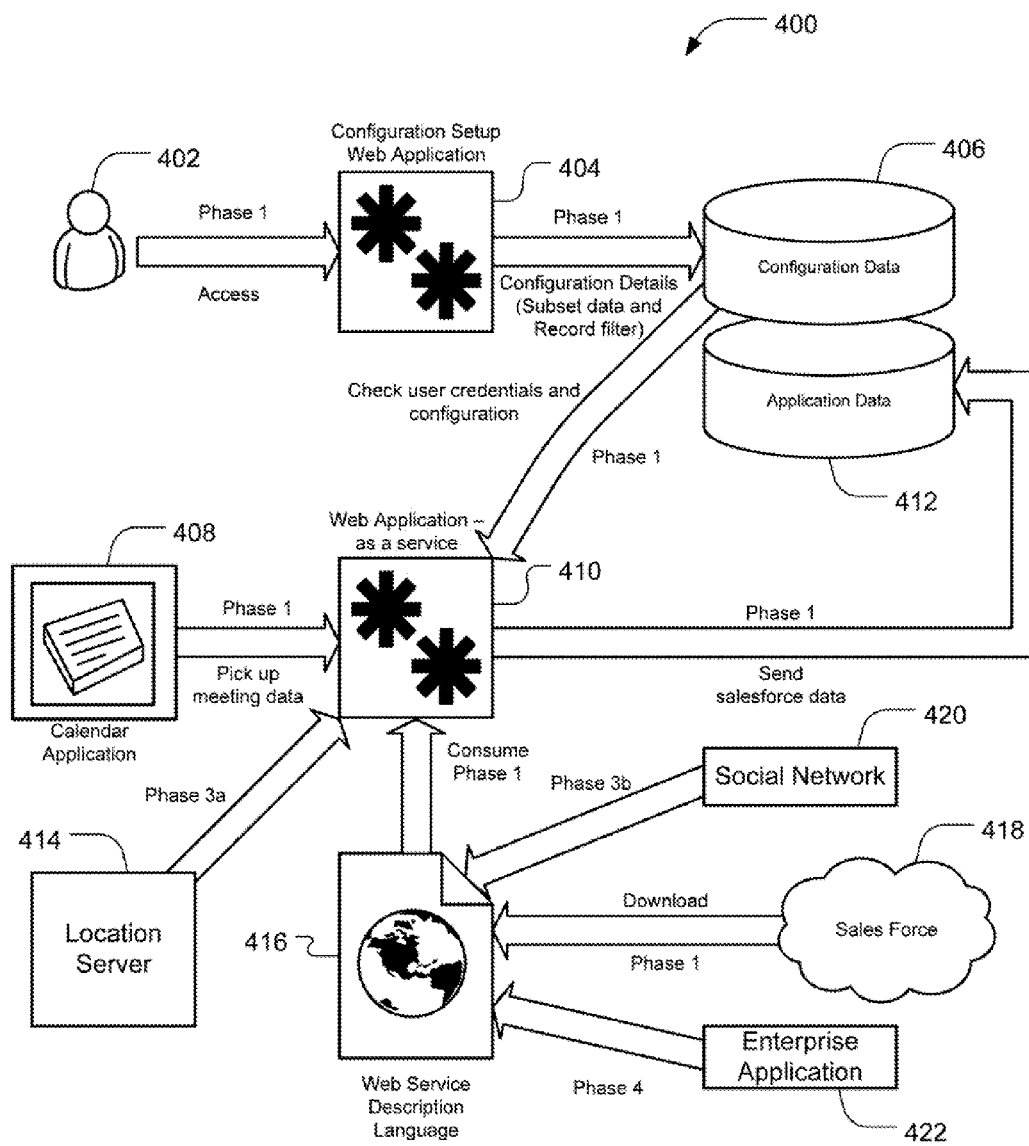 400
Configuration Setup
Web Application
402
404
406
Phase 1
Access
Phase 1
Configuration Details
(Subset data and
Record filter)
Configuration Data
Application Data
412
Check user credentials and
configuration
Phase 1
Web Application –
as a service
408
410
Phase 1
Pick up
meeting data
Calendar
Application
Phase 1
Send
salesforce data
Consume
Phase 1
Phase 3a
414
Location
Server
Phase 3b
420
Social Network
418
Download
Sales Force
Phase 1
416
Enterprise
Application
Phase 4
422
Web Service
Description
Language